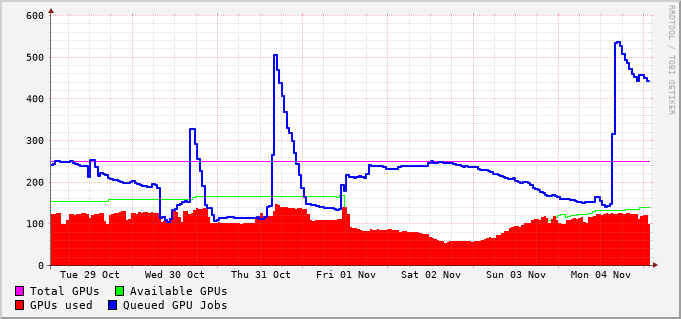 600
500
400
300
200
100
0
Tue 29 Oct Wed 30 Oct Thu 31 Oct Fri 01 Nov Sat 02 Nov Sun 03 Nov Mon 04 Nov
Total GPUs Available GPUs
GPUs used Queued GPU Jobs
RRDTOOL / TOBI OETIKER